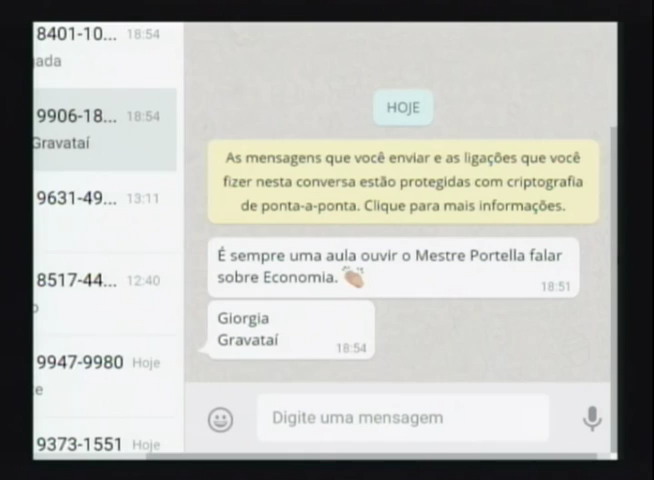 8401-10... 18:54
ada
9906-18... 18:54
Gravataí
9631-49... 13:11
8517-44... 12:40
9947-9980 Hoje
e
9373-1551 Hoje
HOJE
As mensagens que você enviar e as ligações que você
fizer nesta conversa estão protegidas com criptografia
de ponta-a-ponta. Clique para mais informações.
É sempre uma aula ouvir o Mestre Portella falar
sobre Economia. 👏🏼
18:51
Giorgia
Gravataí
18:54
Digite uma mensagem